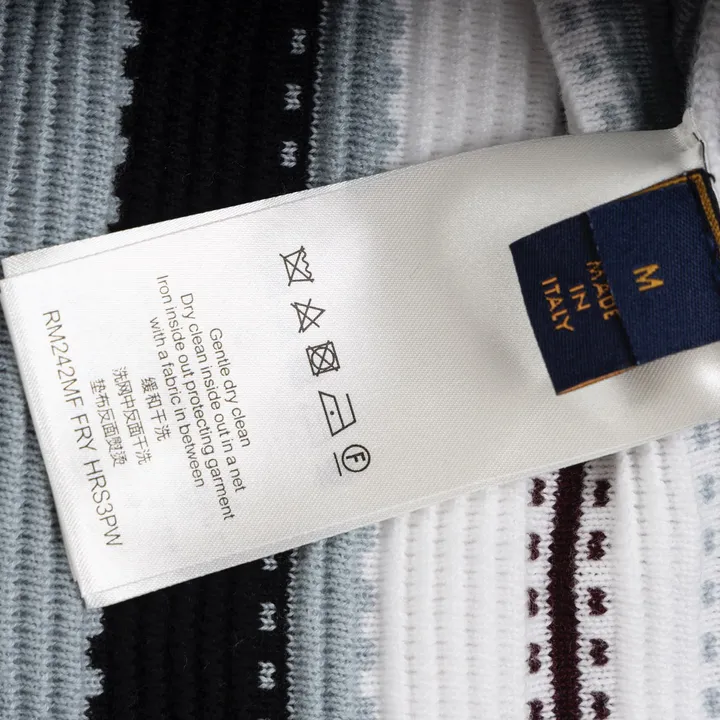 M
MADE
IN
ITALY
F
Gentle dry clean
Dry clean inside out in a net
Iron inside out protecting garment
with a fabric in between
缓和干洗
洗网中反面干洗
垫布反面熨烫
RM242MF FRY HRS3PW